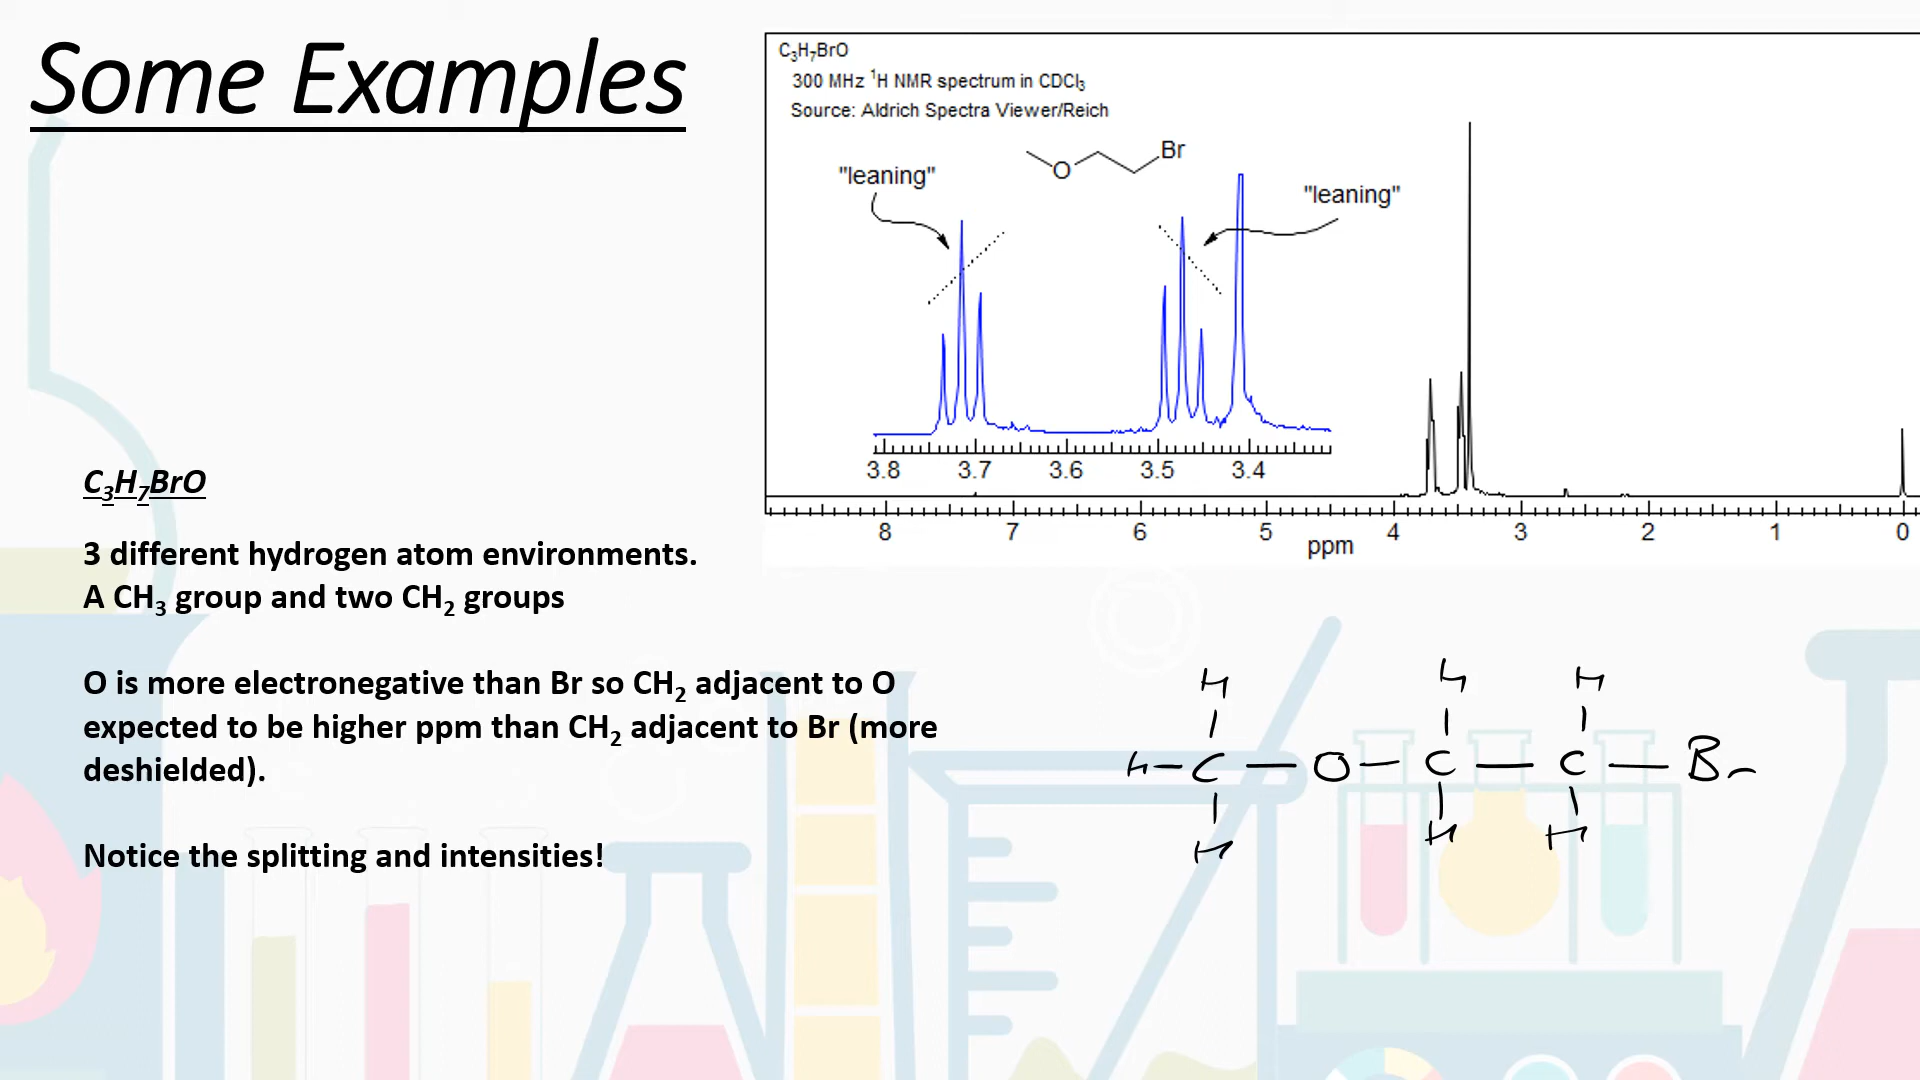 Some Examples
C₃H₇BrO
300 MHz ¹H NMR spectrum in CDCl₃
Source: Aldrich Spectra Viewer/Reich
"leaning"
O
Br
"leaning"
3.8 3.7 3.6 3.5 3.4
8 7 6 5 4 3 2 1 0
ppm
C₃H₇BrO
3 different hydrogen atom environments.
A CH₃ group and two CH₂ groups
O is more electronegative than Br so CH₂ adjacent to O
expected to be higher ppm than CH₂ adjacent to Br (more
deshielded).
Notice the splitting and intensities!
H H H
H-C-O-C-C-Br
H H H